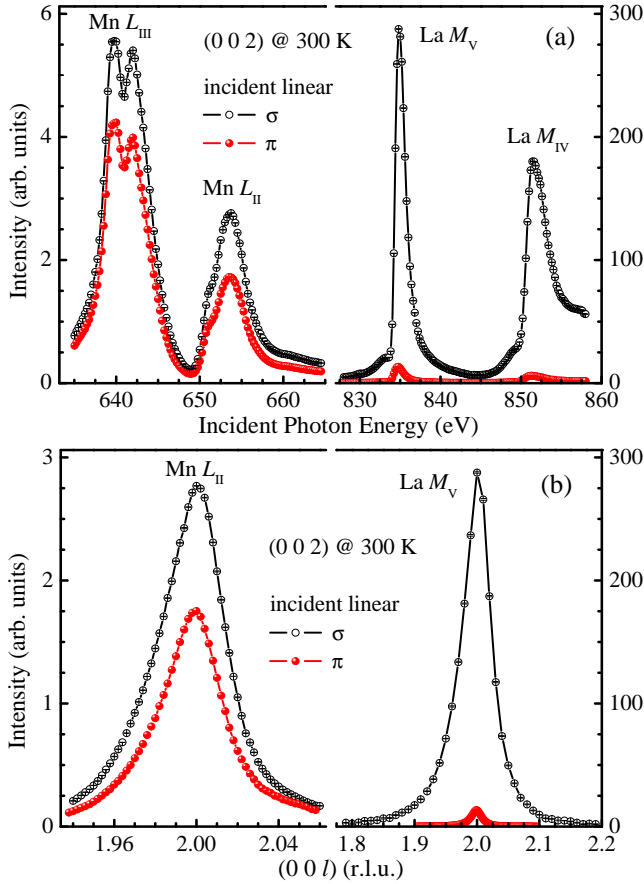 Mn L_III
(0 0 2) @ 300 K
(a)
La M_V
incident linear
σ
π
La M_IV
Mn L_II
Intensity (arb. units)
0
2
4
6
0
100
200
300
640
650
660
830
840
850
860
Incident Photon Energy (eV)
Mn L_II
La M_V
(b)
(0 0 2) @ 300 K
incident linear
σ
π
Intensity (arb. units)
0
1
2
3
0
100
200
300
1.96
2.00
2.04
1.8
1.9
2.0
2.1
2.2
(0 0 l) (r.l.u.)